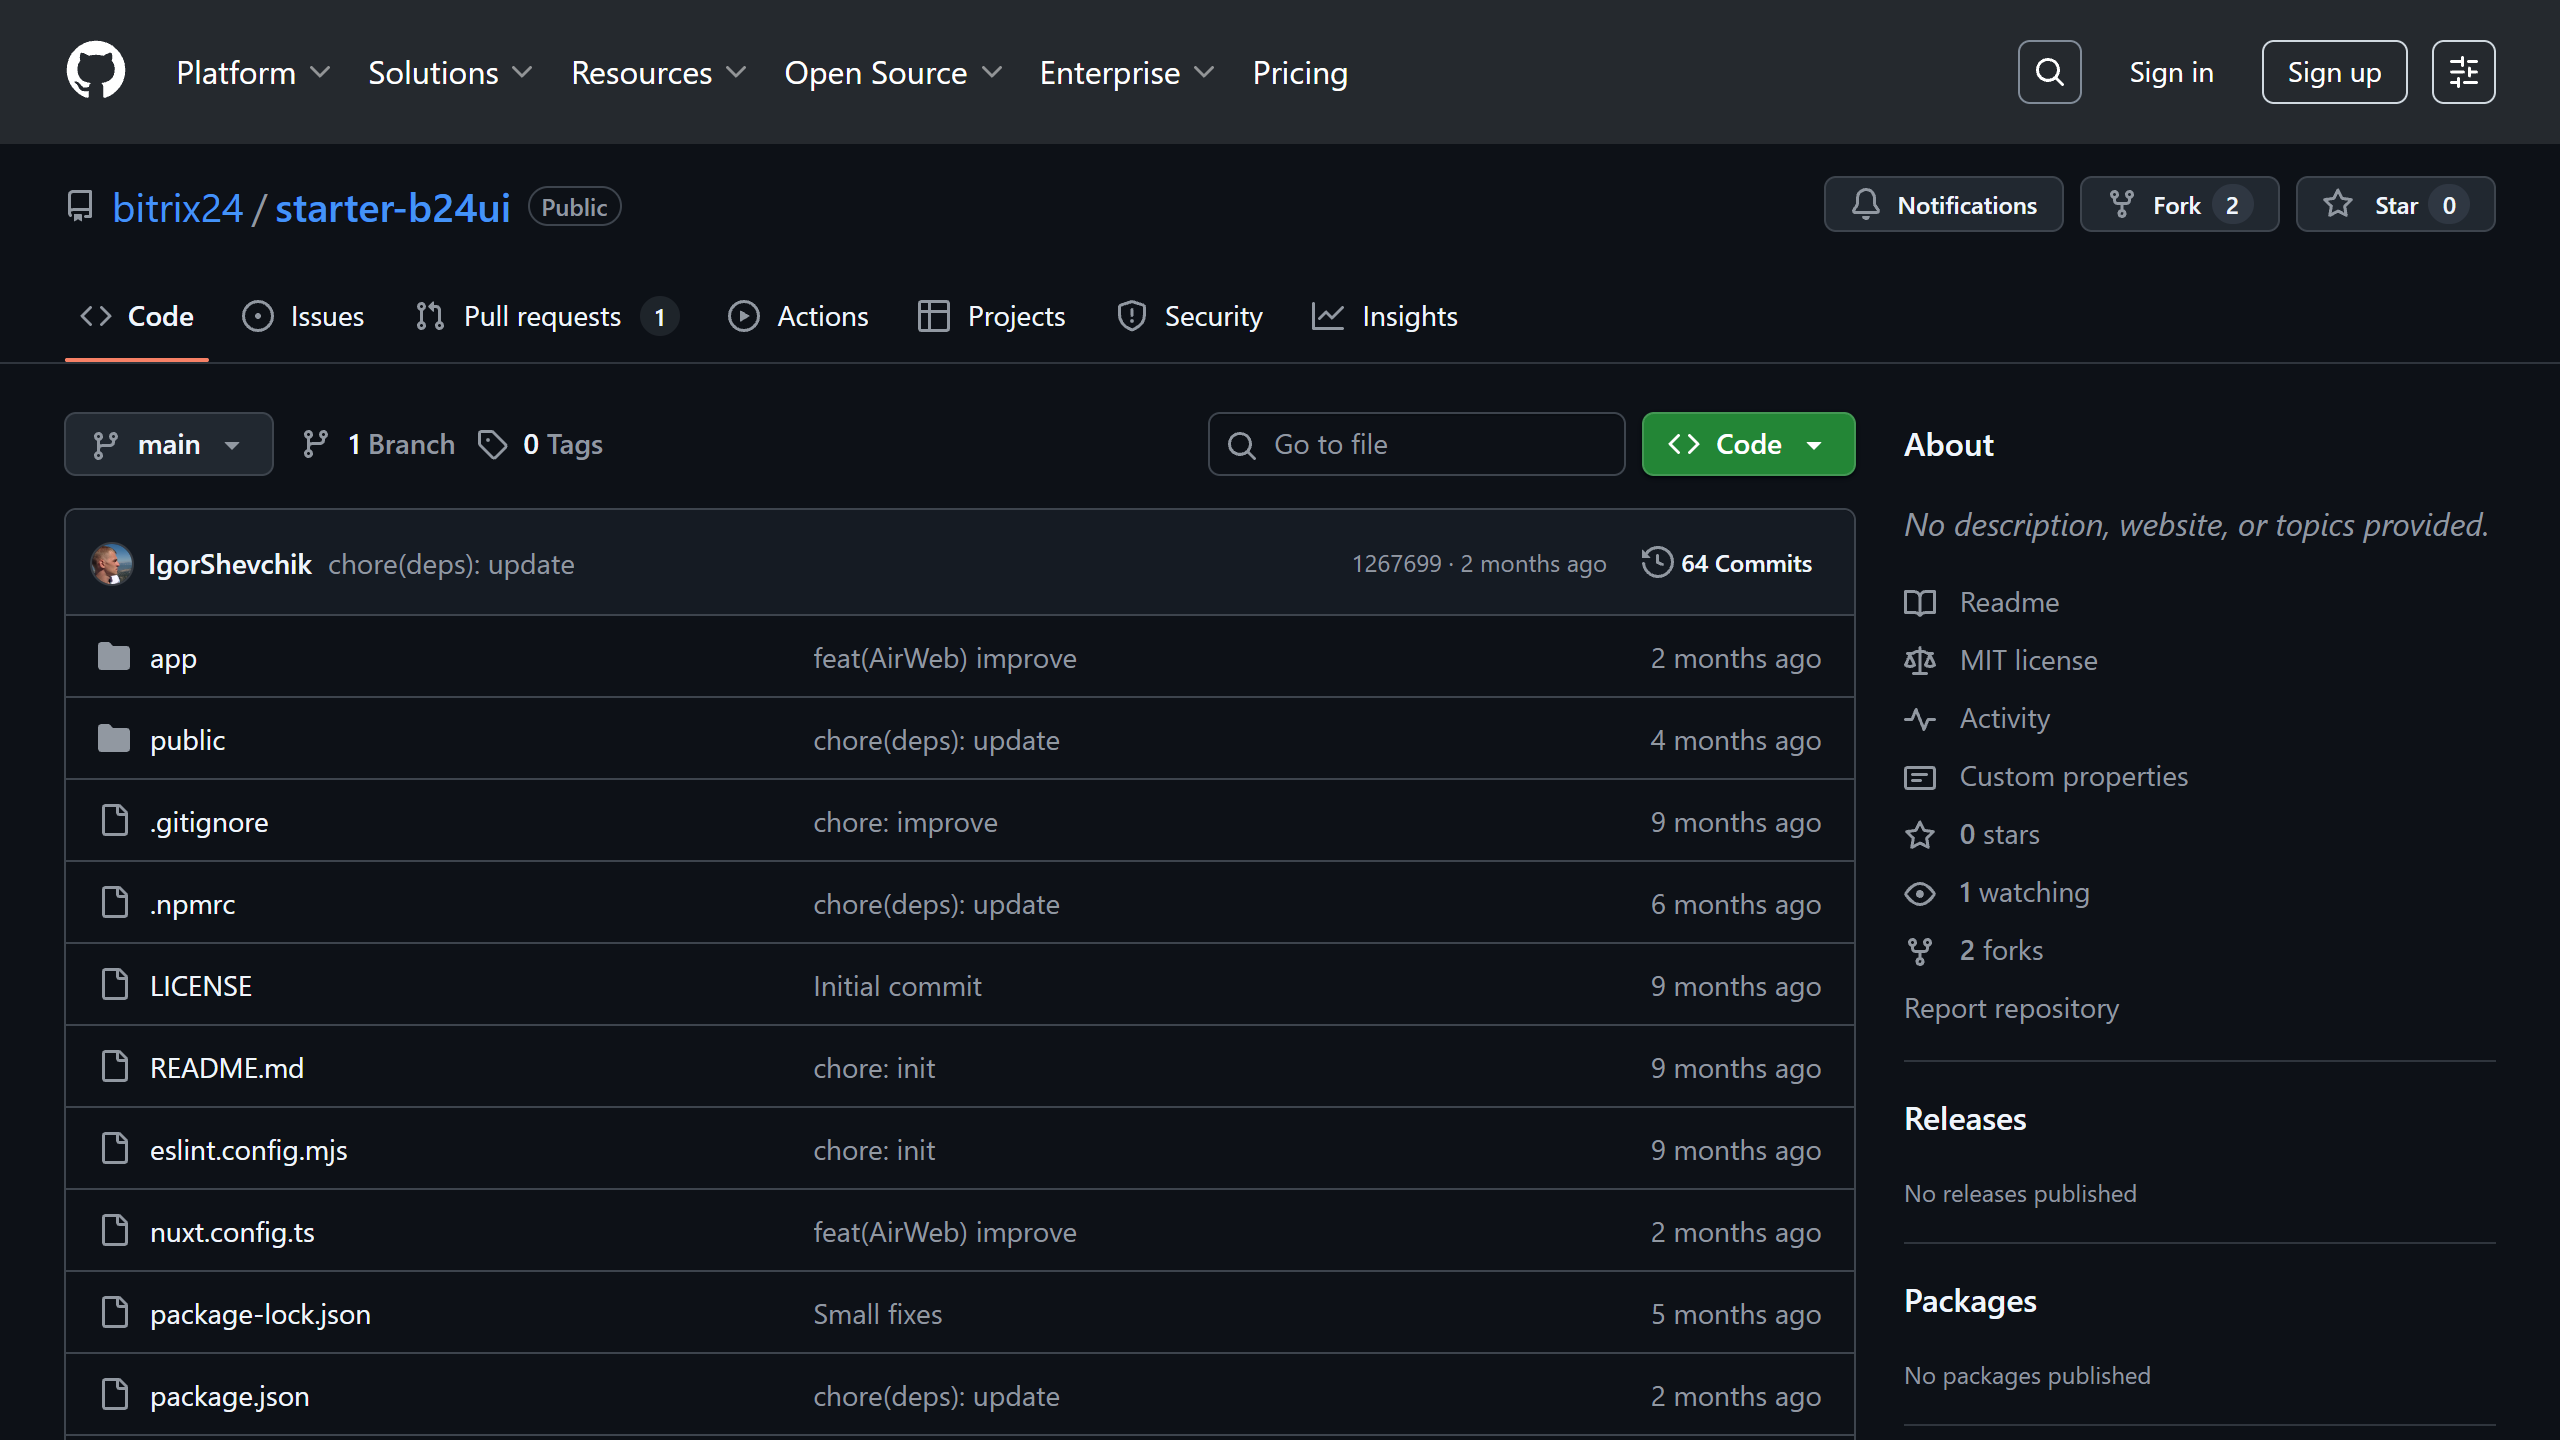 Platform Solutions Resources Open Source Enterprise Pricing Sign in Sign up
bitrix24 / starter-b24ui Public Notifications Fork 2 Star 0
Code Issues Pull requests 1 Actions Projects Security Insights
main 1 Branch 0 Tags Go to file Code
IgorShevchik chore(deps): update 1267699 · 2 months ago 64 Commits
app feat(AirWeb) improve 2 months ago
public chore(deps): update 4 months ago
.gitignore chore: improve 9 months ago
.npmrc chore(deps): update 6 months ago
LICENSE Initial commit 9 months ago
README.md chore: init 9 months ago
eslint.config.mjs chore: init 9 months ago
nuxt.config.ts feat(AirWeb) improve 2 months ago
package-lock.json Small fixes 5 months ago
package.json chore(deps): update 2 months ago
About
No description, website, or topics provided.
Readme
MIT license
Activity
Custom properties
0 stars
1 watching
2 forks
Report repository
Releases
No releases published
Packages
No packages published